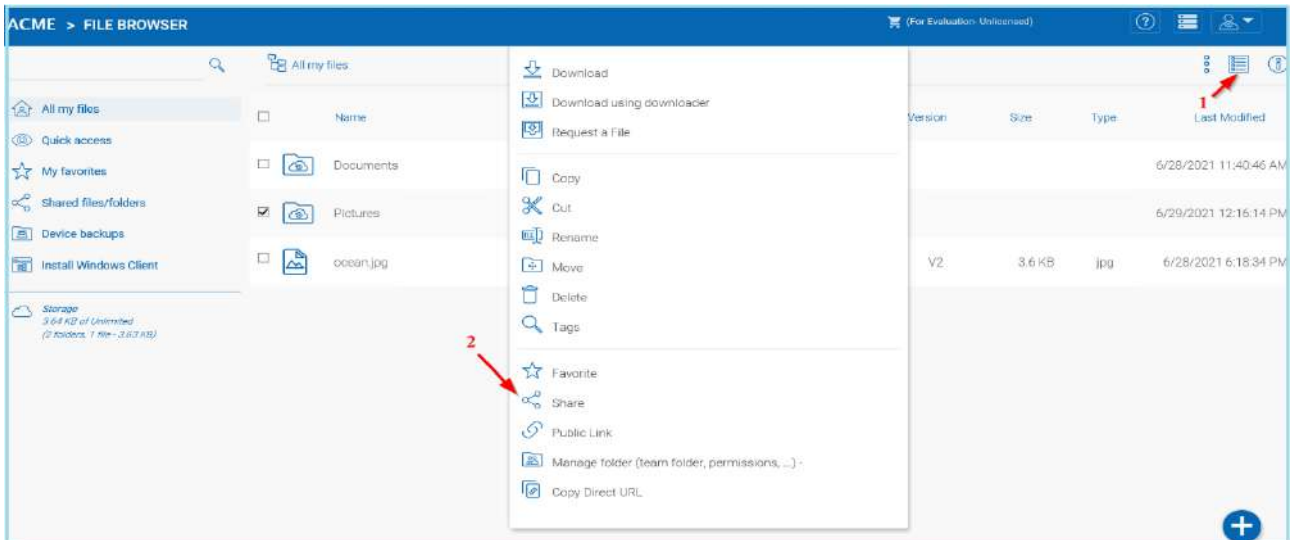 ACME > FILE BROWSER
(For Evaluation- Unlicensed)
All my files
1
Name
Version
Size
Type
Last Modified
All my files
Quick access
My favorites
Shared files/folders
Device backups
Install Windows Client
Storage
3.64 KB of Unlimited
(2 folders, 1 file - 3.63 KB)
Documents
6/28/2021 11:40:46 AM
Pictures
6/29/2021 12:16:14 PM
ocean.jpg
V2
3.6 KB
jpg
6/28/2021 6:18:34 PM
Download
Download using downloader
Request a File
Copy
Cut
Rename
Move
Delete
Tags
2
Favorite
Share
Public Link
Manage folder (team folder, permissions, ...) -
Copy Direct URL